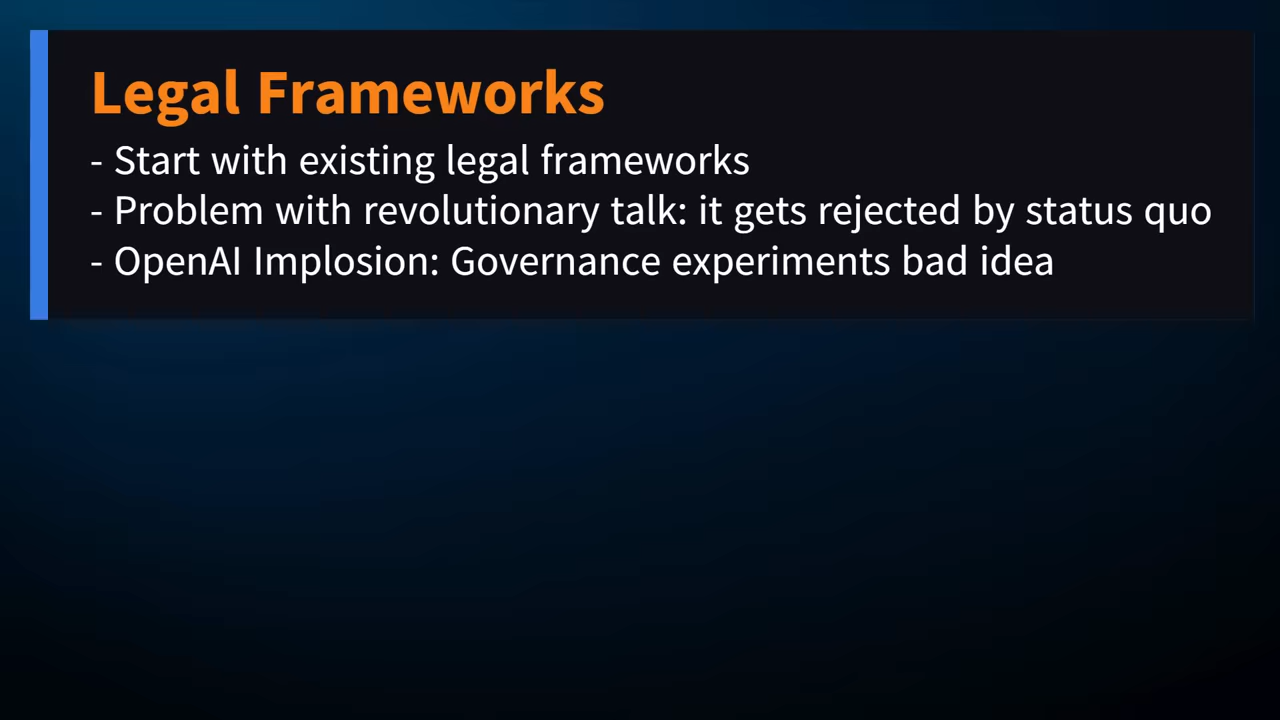 Legal Frameworks
- Start with existing legal frameworks
- Problem with revolutionary talk: it gets rejected by status quo
- OpenAI Implosion: Governance experiments bad idea